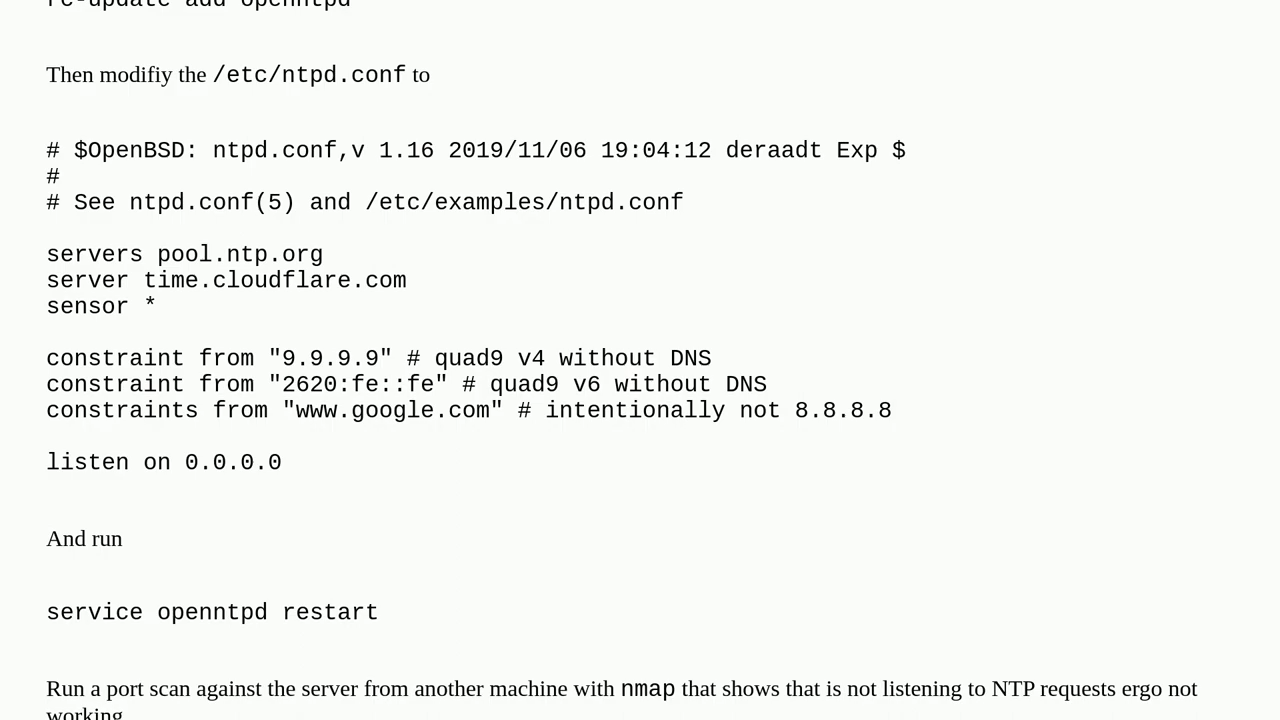 rc-update add openntpd
Then modifiy the /etc/ntpd.conf to
# $OpenBSD: ntpd.conf,v 1.16 2019/11/06 19:04:12 deraadt Exp $
#
# See ntpd.conf(5) and /etc/examples/ntpd.conf
servers pool.ntp.org
server time.cloudflare.com
sensor *
constraint from "9.9.9.9" # quad9 v4 without DNS
constraint from "2620:fe::fe" # quad9 v6 without DNS
constraints from "www.google.com" # intentionally not 8.8.8.8
listen on 0.0.0.0
And run
service openntpd restart
Run a port scan against the server from another machine with nmap that shows that is not listening to NTP requests ergo not
working